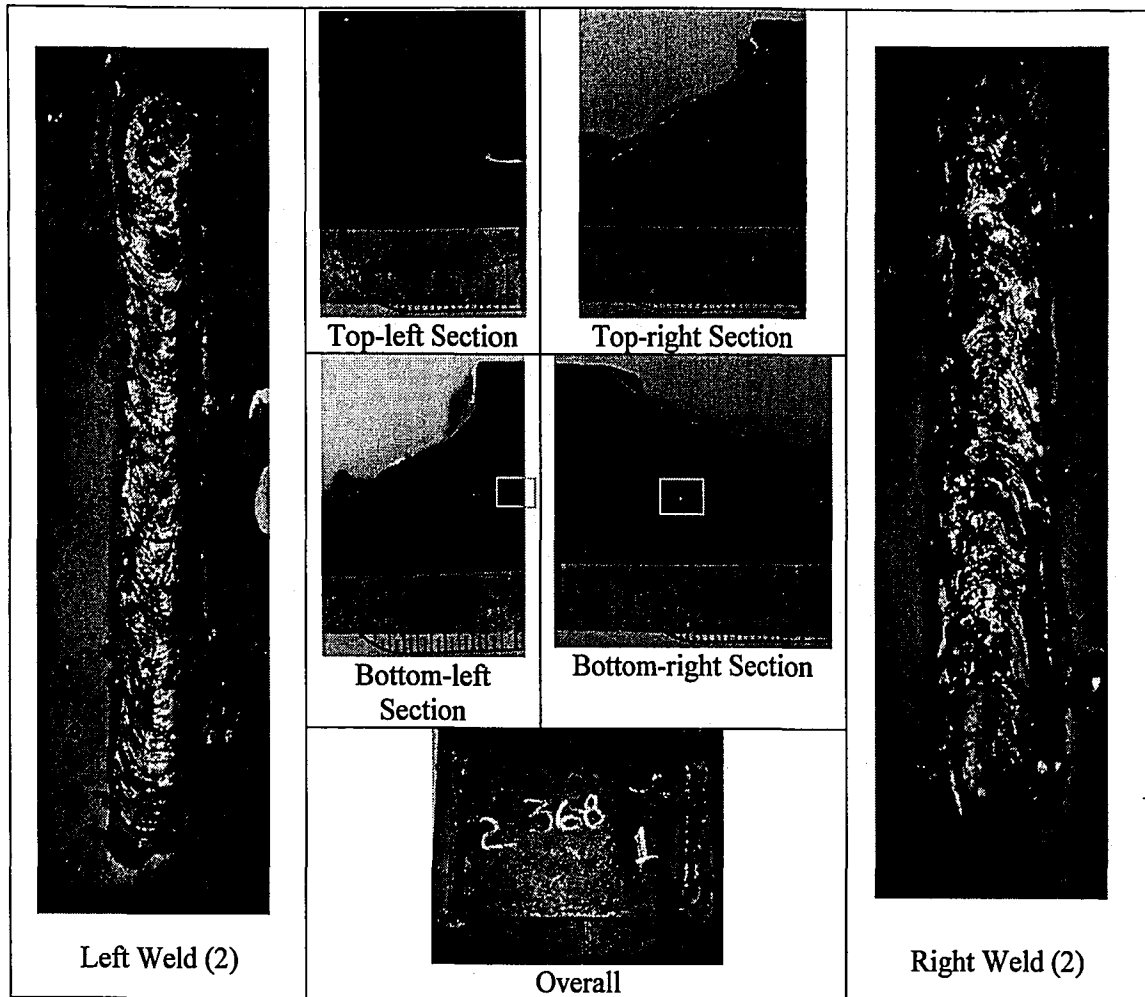 Top-left Section
Top-right Section
Bottom-left
Section
Bottom-right Section
2 368 1
Overall
Left Weld (2)
Right Weld (2)